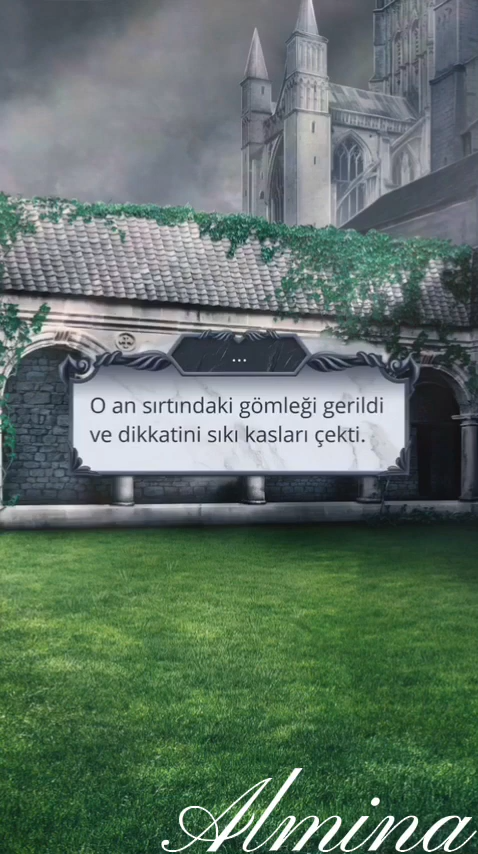 ...
O an sırtındaki gömleği gerildi
ve dikkatini sıkı kasları çekti.
Almina